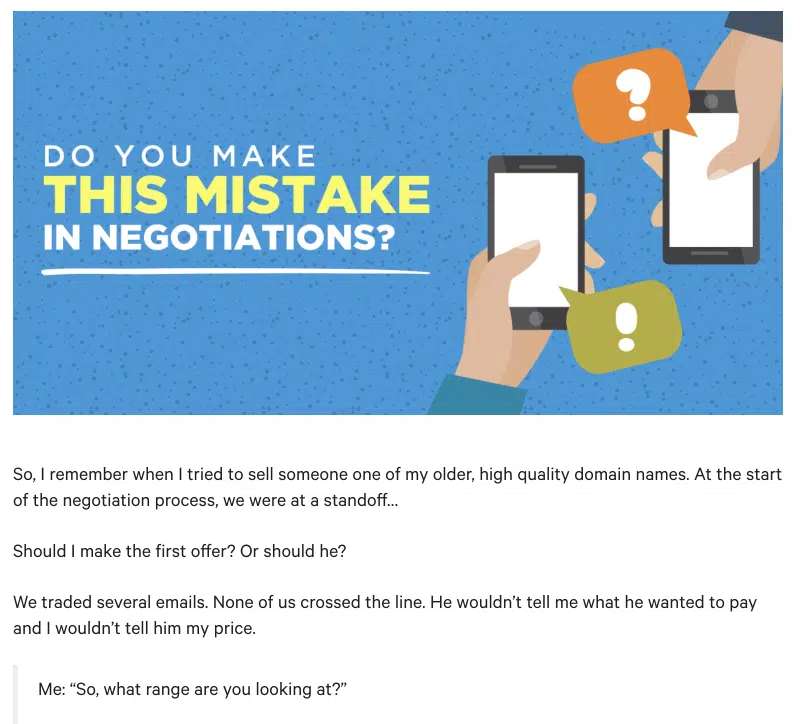 DO YOU MAKE
THIS MISTAKE
IN NEGOTIATIONS?
?
!
So, I remember when I tried to sell someone one of my older, high quality domain names. At the start
of the negotiation process, we were at a standoff...
Should I make the first offer? Or should he?
We traded several emails. None of us crossed the line. He wouldn’t tell me what he wanted to pay
and I wouldn’t tell him my price.
Me: “So, what range are you looking at?”